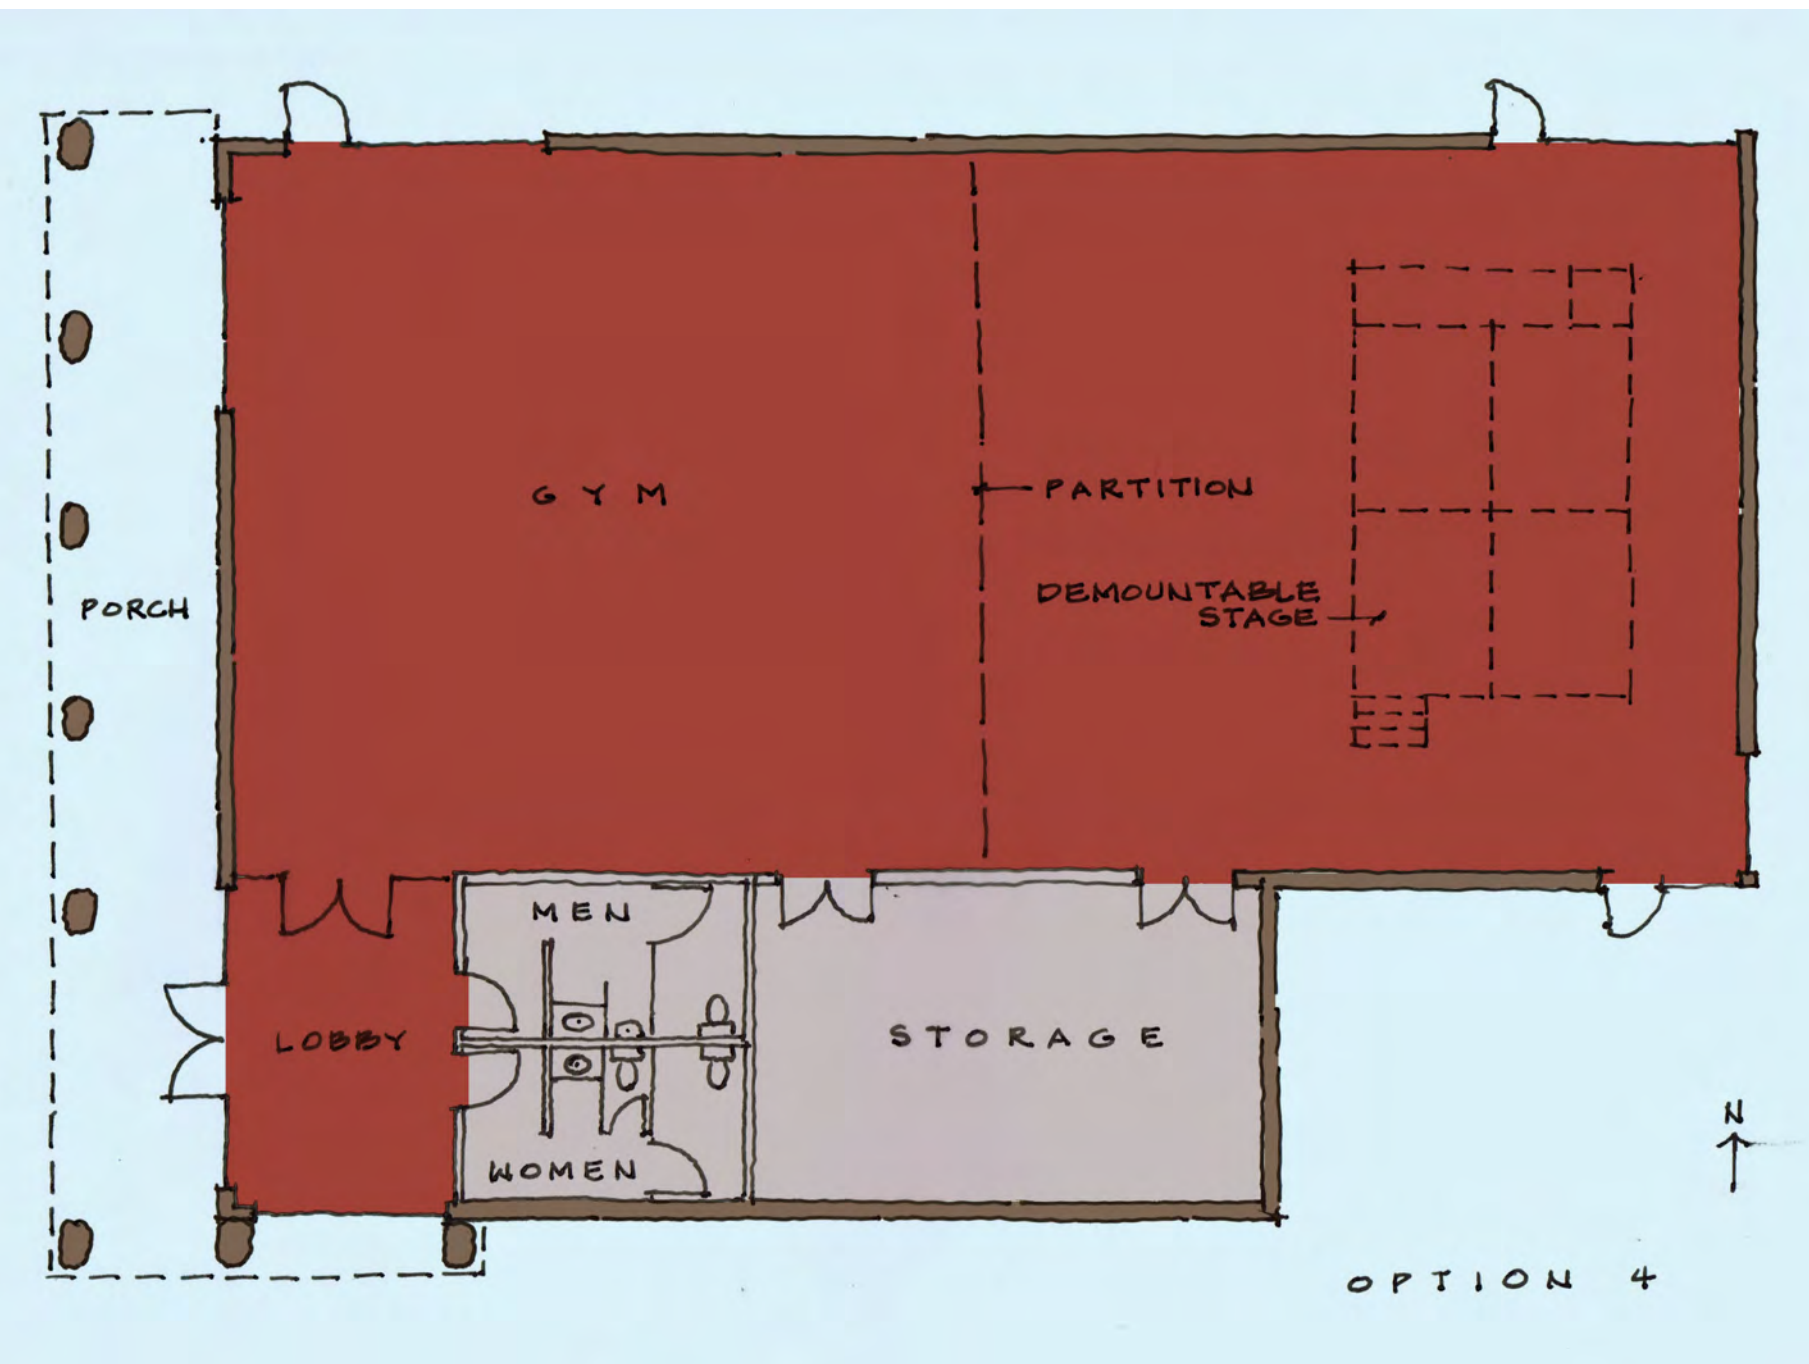 GYM
PARTITION
DEMOUNTABLE
STAGE
PORCH
MEN
LOBBY
STORAGE
WOMEN
N
OPTION 4